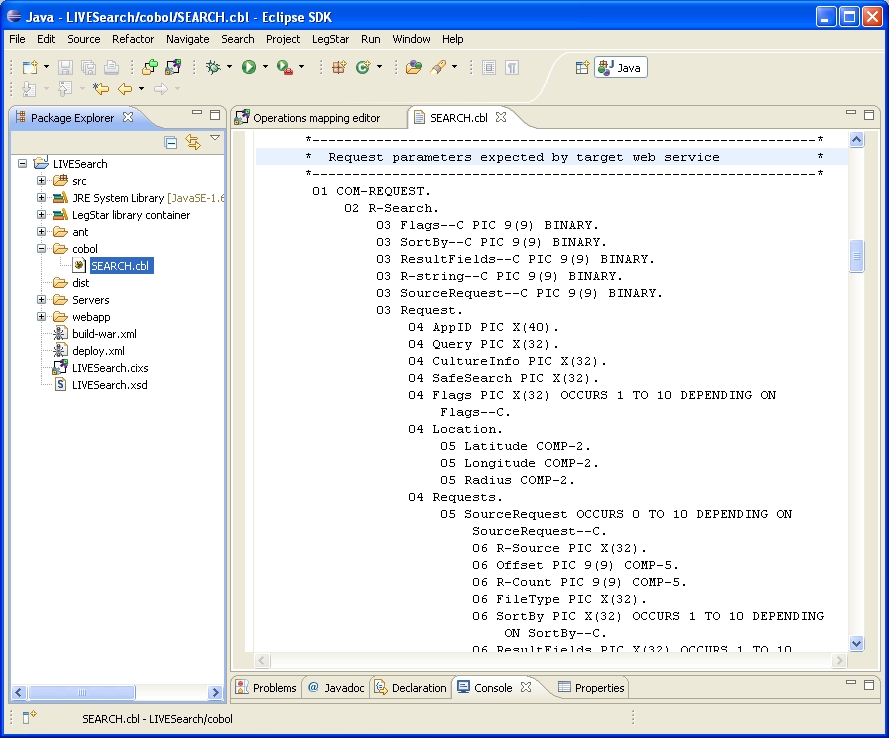 Java - LIVESearch/cobol/SEARCH.cbl - Eclipse SDK
File Edit Source Refactor Navigate Search Project LegStar Run Window Help
Java
Package Explorer
LIVESearch
src
JRE System Library [JavaSE-1.6
LegStar library container
ant
cobol
SEARCH.cbl
dist
Servers
webapp
build-war.xml
deploy.xml
LIVESearch.cixs
LIVESearch.xsd
Operations mapping editor SEARCH.cbl
*---------------------------------------------------------------*
* Request parameters expected by target web service *
*---------------------------------------------------------------*
01 COM-REQUEST.
02 R-Search.
03 Flags--C PIC 9(9) BINARY.
03 SortBy--C PIC 9(9) BINARY.
03 ResultFields--C PIC 9(9) BINARY.
03 R-string--C PIC 9(9) BINARY.
03 SourceRequest--C PIC 9(9) BINARY.
03 Request.
04 AppID PIC X(40).
04 Query PIC X(32).
04 CultureInfo PIC X(32).
04 SafeSearch PIC X(32).
04 Flags PIC X(32) OCCURS 1 TO 10 DEPENDING ON
Flags--C.
04 Location.
05 Latitude COMP-2.
05 Longitude COMP-2.
05 Radius COMP-2.
04 Requests.
05 SourceRequest OCCURS 0 TO 10 DEPENDING ON
SourceRequest--C.
06 R-Source PIC X(32).
06 Offset PIC 9(9) COMP-5.
06 R-Count PIC 9(9) COMP-5.
06 FileType PIC X(32).
06 SortBy PIC X(32) OCCURS 1 TO 10 DEPENDING
ON SortBy--C.
06 ResultFields PIC X(32) OCCURS 1 TO 10
Problems @ Javadoc Declaration Console Properties
SEARCH.cbl - LIVESearch/cobol